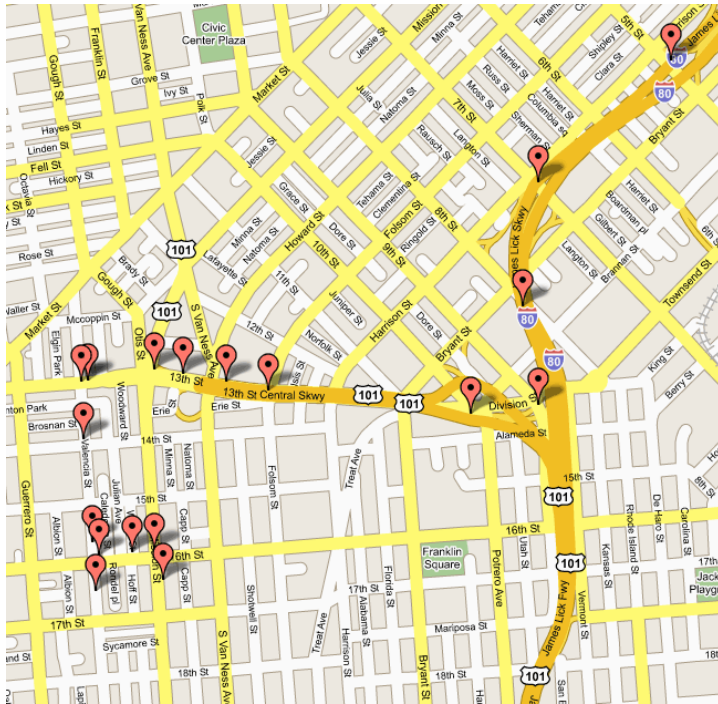 Civic
Center Plaza
Franklin St
Gough St
S Van Ness Ave
Grove St
Ivy St
Polk St
Hayes St
Linden St
Fell St
Hickory St
Octavia St
Rose St
Market St
Jessie St
Mission
Minna St
Julia St
Natoma St
Tehama St
Harriet St
Russ St
Moss St
6th St
7th St
Shipley St
Clara St
5th St
James Lick
80
80
Columbia sq
Harriet St
Sherman St
Langton St
Rausch St
Bryant St
Jessie St
Grace St
Tehama St
Clementina St
Folsom St
8th St
Ringold St
9th St
Dore St
Howard St
10th St
Minna St
Natoma St
Lafayette St
11th St
Juniper St
12th St
Norfolk St
Harrison St
Dore St
Bryant St
James Lick Skwy
Harriet St
Boardman pl
Gilbert St
Brannan St
Langton St
6th
Townsend St
80
80
King St
Berry St
101
101
Brady St
Gough St
Waller St
Market St
Mccoppin St
Elgin Park
Otis St
S Van Ness Ave
13th St
13th St Central Skwy
101
101
Division
Alameda St
Woodward St
Erie St
Erie St
Brosnan St
Valencia St
14th St
Minna St
Natoma St
Guerrero St
Julian Ave
15th St
Albion St
Capp St
Folsom St
Treat Ave
101
15th St
8th
16th St
Albion St
Rondel pl
Hoff St
Capp St
Shotwell St
Franklin
Square
Potrero Ave
Utah St
101
Kansas St
Rhode Island St
De Haro St
Carolina St
17th St
17th St
Florida St
Alabama St
Harrison St
Treat Ave
Mariposa St
Vermont St
James Lick Fwy
Sycamore St
18th St
S Van Ness Ave
Bryant St
18th St
101